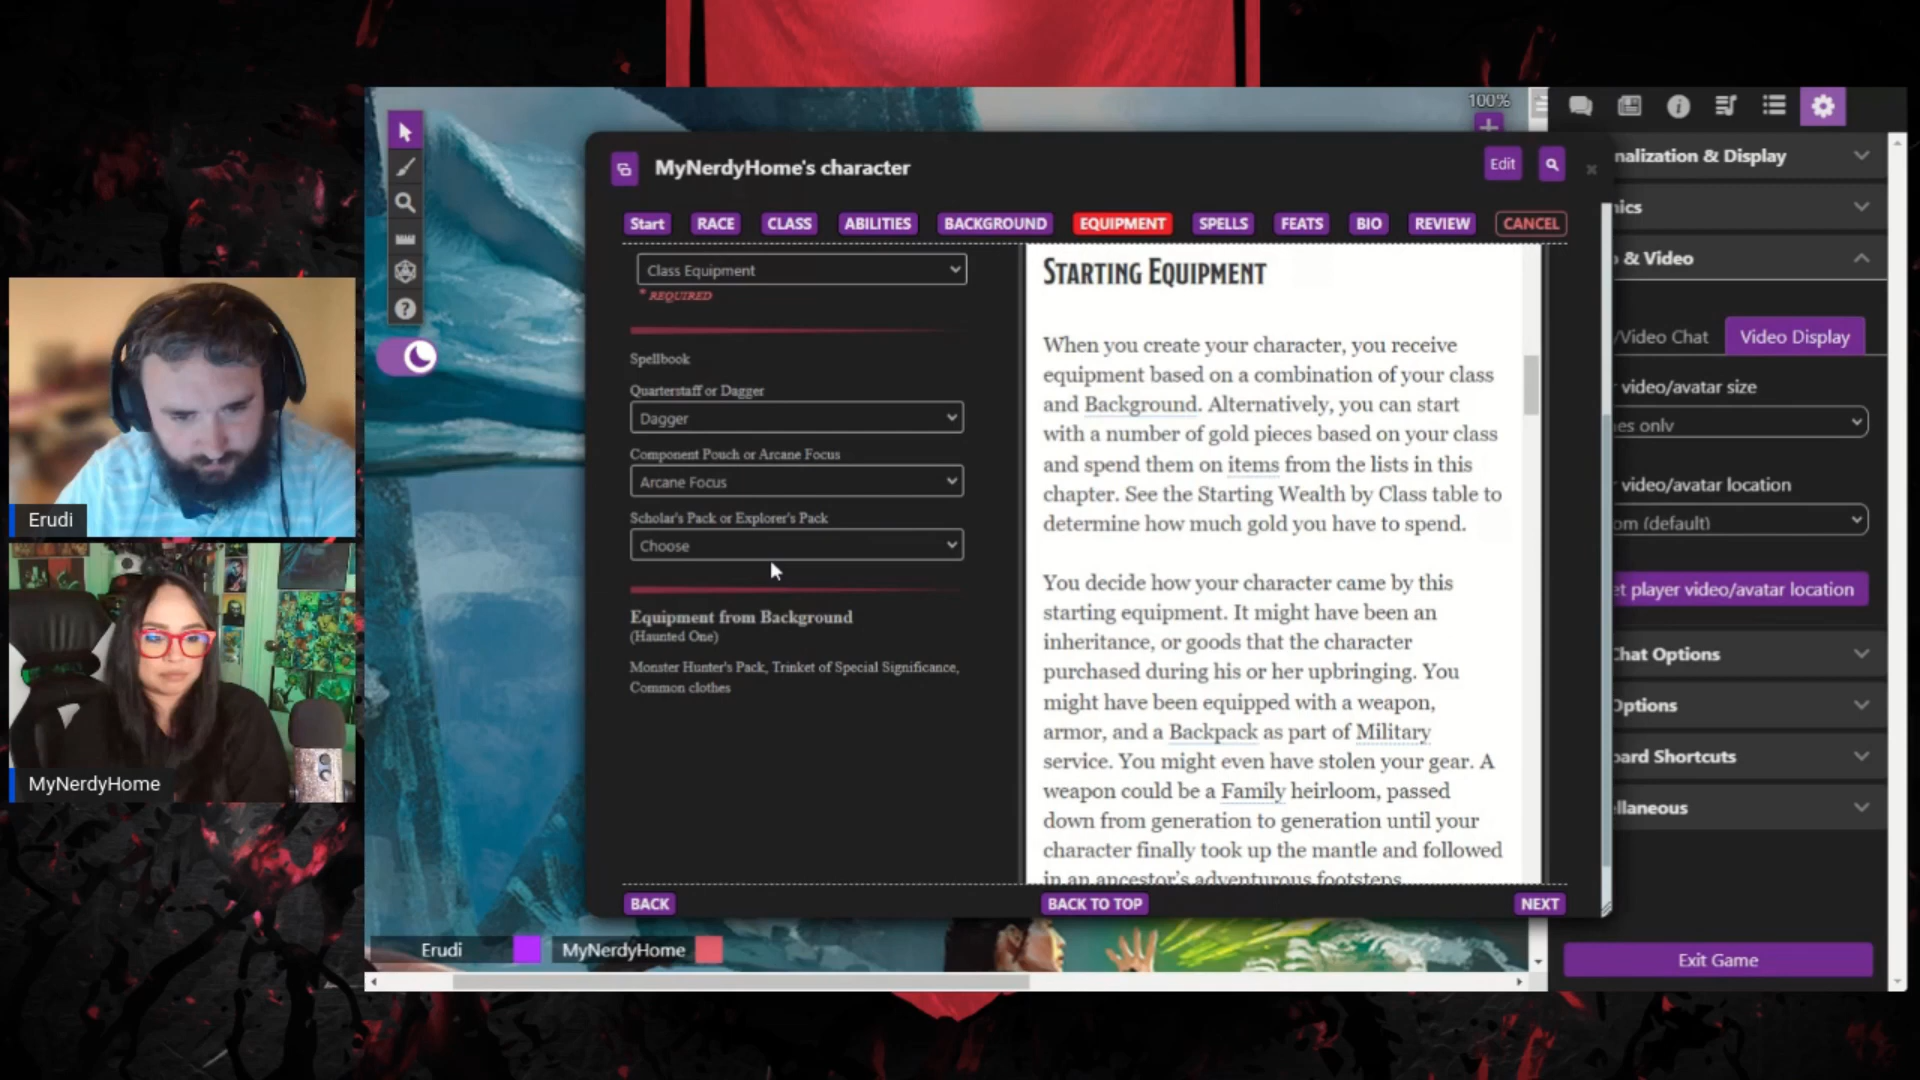 100%
MyNerdyHome's character
Edit
Start
RACE
CLASS
ABILITIES
BACKGROUND
EQUIPMENT
SPELLS
FEATS
BIO
REVIEW
CANCEL
Class Equipment
* REQUIRED
Spellbook
Quarterstaff or Dagger
Dagger
Component Pouch or Arcane Focus
Arcane Focus
Scholar's Pack or Explorer's Pack
Choose
Equipment from Background
(Haunted One)
Monster Hunter's Pack, Trinket of Special Significance,
Common clothes
STARTING EQUIPMENT
When you create your character, you receive
equipment based on a combination of your class
and Background. Alternatively, you can start
with a number of gold pieces based on your class
and spend them on items from the lists in this
chapter. See the Starting Wealth by Class table to
determine how much gold you have to spend.
You decide how your character came by this
starting equipment. It might have been an
inheritance, or goods that the character
purchased during his or her upbringing. You
might have been equipped with a weapon,
armor, and a Backpack as part of Military
service. You might even have stolen your gear. A
weapon could be a Family heirloom, passed
down from generation to generation until your
character finally took up the mantle and followed
in an ancestor's adventurous footsteps.
BACK
BACK TO TOP
NEXT
nalization & Display
nics
& Video
/Video Chat
Video Display
video/avatar size
es only
video/avatar location
om (default)
t player video/avatar location
Chat Options
Options
oard Shortcuts
llaneous
Exit Game
Erudi
MyNerdyHome
Erudi
MyNerdyHome